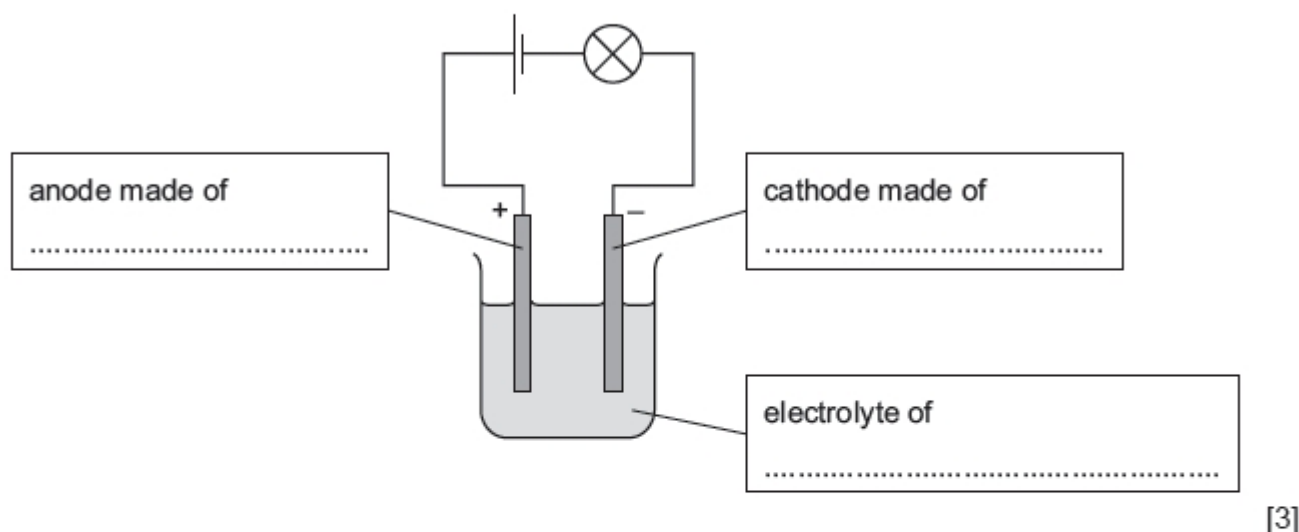 anode made of
........................................
+
–
cathode made of
........................................
electrolyte of
......................................................
[3]